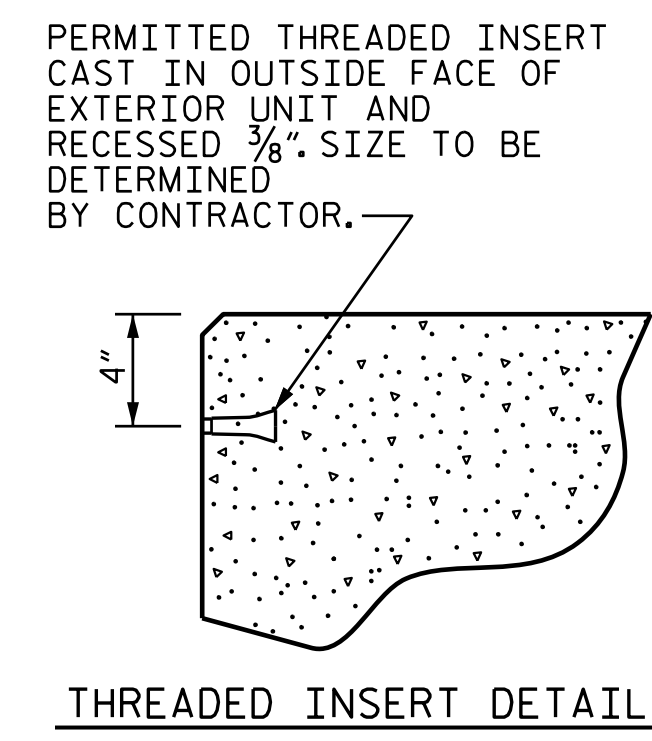 PERMITTED THREADED INSERT
CAST IN OUTSIDE FACE OF
EXTERIOR UNIT AND
RECESSED 3/8". SIZE TO BE
DETERMINED
BY CONTRACTOR.
4"
THREADED INSERT DETAIL